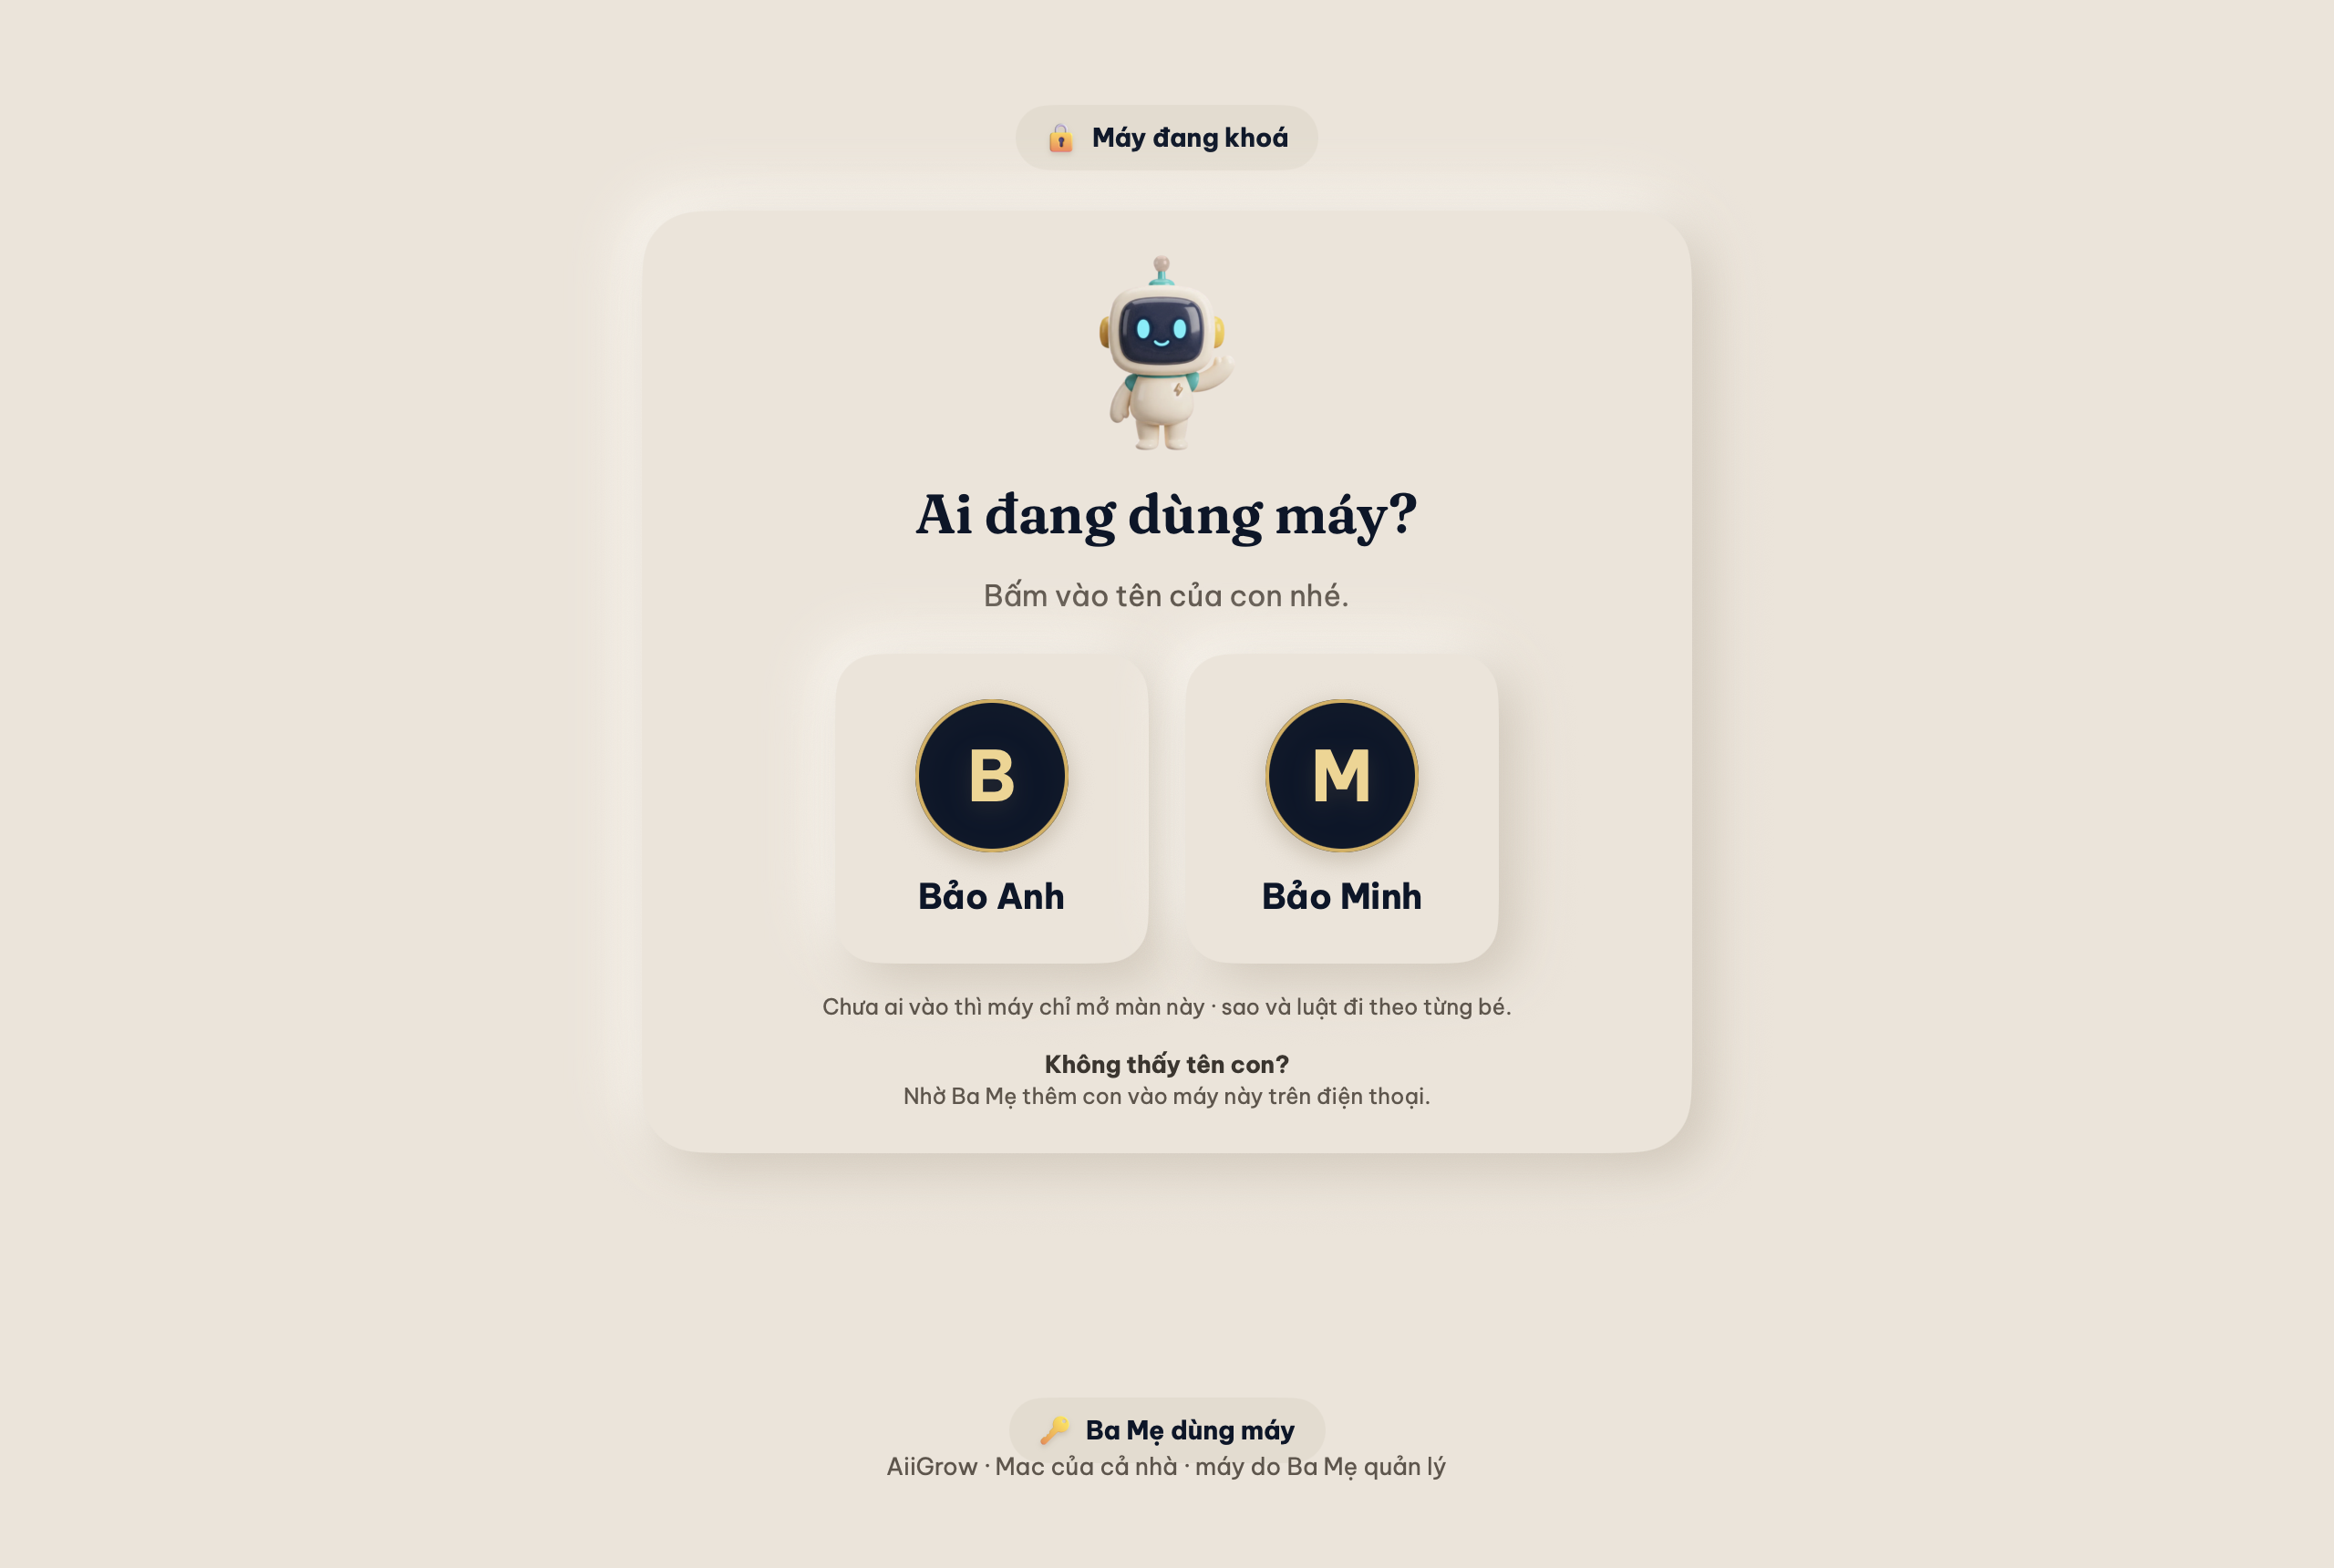 Máy đang khoá
Ai đang dùng máy?
Bấm vào tên của con nhé.
B
M
Bảo Anh
Bảo Minh
Chưa ai vào thì máy chỉ mở màn này · sao và luật đi theo từng bé.
Không thấy tên con?
Nhờ Ba Mẹ thêm con vào máy này trên điện thoại.
Ba Mẹ dùng máy
AiiGrow · Mac của cả nhà · máy do Ba Mẹ quản lý